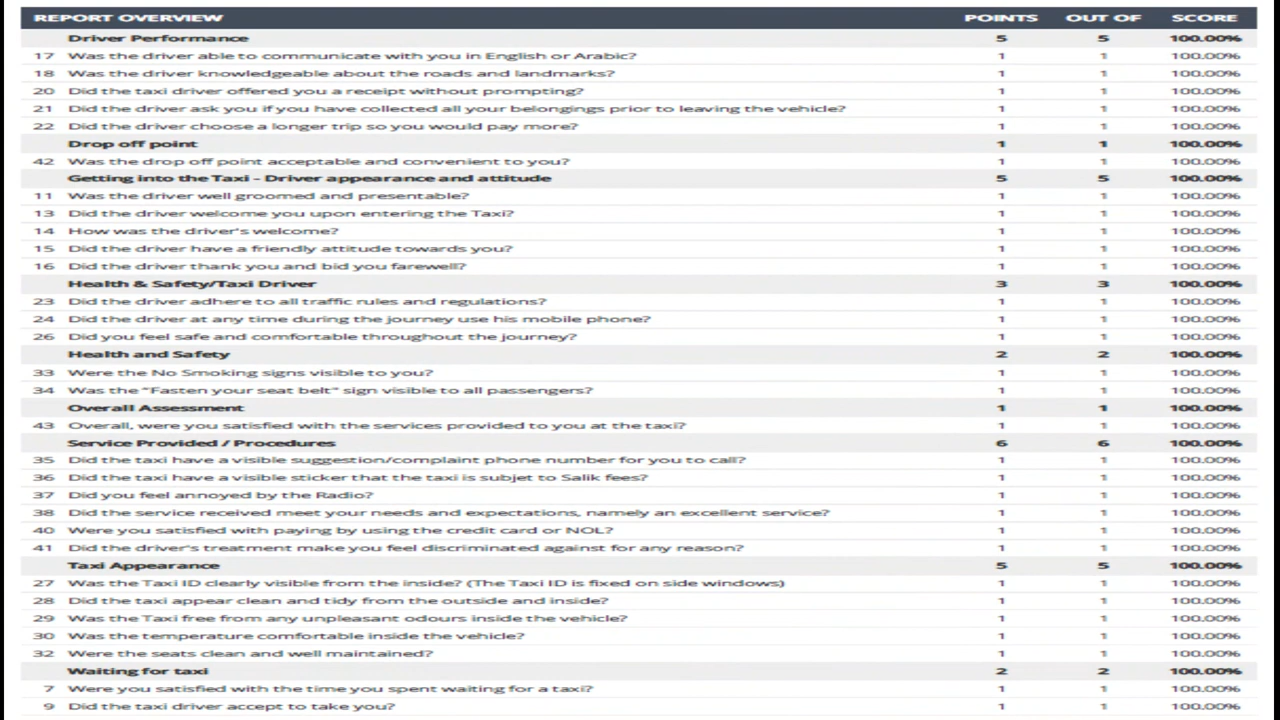 REPORT OVERVIEW POINTS OUT OF SCORE
Driver Performance 5 5 100.00%
17 Was the driver able to communicate with you in English or Arabic? 1 1 100.00%
18 Was the driver knowledgeable about the roads and landmarks? 1 1 100.00%
20 Did the taxi driver offered you a receipt without prompting? 1 1 100.00%
21 Did the driver ask you if you have collected all your belongings prior to leaving the vehicle? 1 1 100.00%
22 Did the driver choose a longer trip so you would pay more? 1 1 100.00%
Drop off point 1 1 100.00%
42 Was the drop off point acceptable and convenient to you? 1 1 100.00%
Getting into the Taxi - Driver appearance and attitude 5 5 100.00%
11 Was the driver well groomed and presentable? 1 1 100.00%
13 Did the driver welcome you upon entering the Taxi? 1 1 100.00%
14 How was the driver's welcome? 1 1 100.00%
15 Did the driver have a friendly attitude towards you? 1 1 100.00%
16 Did the driver thank you and bid you farewell? 1 1 100.00%
Health & Safety/Taxi Driver 3 3 100.00%
23 Did the driver adhere to all traffic rules and regulations? 1 1 100.00%
24 Did the driver at any time during the journey use his mobile phone? 1 1 100.00%
26 Did you feel safe and comfortable throughout the journey? 1 1 100.00%
Health and Safety 2 2 100.00%
33 Were the No Smoking signs visible to you? 1 1 100.00%
34 Was the "Fasten your seat belt" sign visible to all passengers? 1 1 100.00%
Overall Assessment 1 1 100.00%
43 Overall, were you satisfied with the services provided to you at the taxi? 1 1 100.00%
Service Provided / Procedures 6 6 100.00%
35 Did the taxi have a visible suggestion/complaint phone number for you to call? 1 1 100.00%
36 Did the taxi have a visible sticker that the taxi is subjet to Salik fees? 1 1 100.00%
37 Did you feel annoyed by the Radio? 1 1 100.00%
38 Did the service received meet your needs and expectations, namely an excellent service? 1 1 100.00%
40 Were you satisfied with paying by using the credit card or NOL? 1 1 100.00%
41 Did the driver's treatment make you feel discriminated against for any reason? 1 1 100.00%
Taxi Appearance 5 5 100.00%
27 Was the Taxi ID clearly visible from the inside? (The Taxi ID is fixed on side windows) 1 1 100.00%
28 Did the taxi appear clean and tidy from the outside and inside? 1 1 100.00%
29 Was the Taxi free from any unpleasant odours inside the vehicle? 1 1 100.00%
30 Was the temperature comfortable inside the vehicle? 1 1 100.00%
32 Were the seats clean and well maintained? 1 1 100.00%
Waiting for taxi 2 2 100.00%
7 Were you satisfied with the time you spent waiting for a taxi? 1 1 100.00%
9 Did the taxi driver accept to take you? 1 1 100.00%